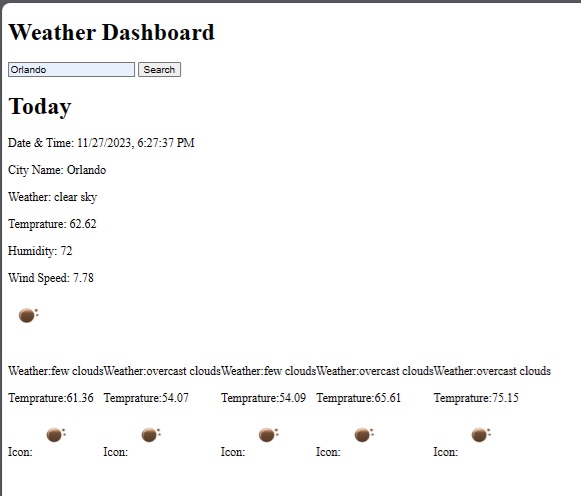 Weather Dashboard
Orlando Search
Today
Date & Time: 11/27/2023, 6:27:37 PM
City Name: Orlando
Weather: clear sky
Temprature: 62.62
Humidity: 72
Wind Speed: 7.78
Weather:few cloudsWeather:overcast cloudsWeather:few cloudsWeather:overcast cloudsWeather:overcast clouds
Temprature:61.36 Temprature:54.07 Temprature:54.09 Temprature:65.61 Temprature:75.15
Icon: Icon: Icon: Icon: Icon: